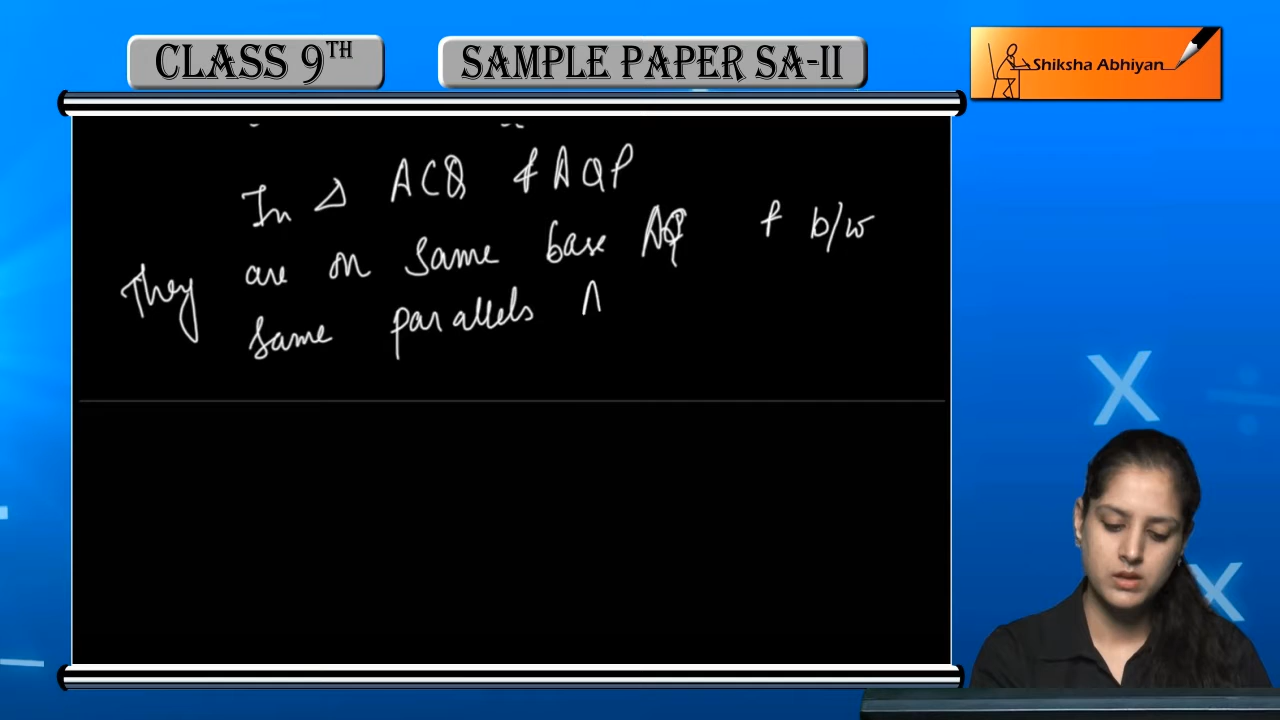 CLASS 9TH
SAMPLE PAPER SA-II
Shiksha Abhiyan
In Δ ACQ & AQP
They are on same base AQ & b/w
same parallels A
X
÷
X